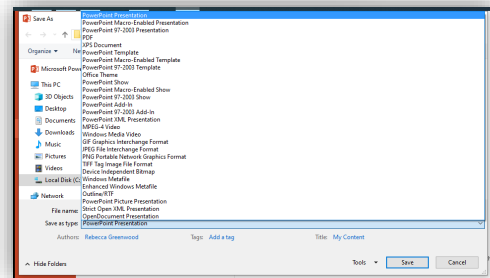 Save As
PowerPoint Presentation
PowerPoint Macro-Enabled Presentation
PowerPoint 97-2003 Presentation
PDF
XPS Document
PowerPoint Template
PowerPoint Macro-Enabled Template
PowerPoint 97-2003 Template
Office Theme
PowerPoint Show
PowerPoint Macro-Enabled Show
PowerPoint 97-2003 Show
PowerPoint Add-In
PowerPoint 97-2003 Add-In
PowerPoint XML Presentation
MPEG-4 Video
Windows Media Video
GIF Graphics Interchange Format
JPEG File Interchange Format
PNG Portable Network Graphics Format
TIFF Tag Image File Format
Device Independent Bitmap
Windows Metafile
Enhanced Windows Metafile
Outline/RTF
PowerPoint Picture Presentation
Strict Open XML Presentation
OpenDocument Presentation
Organize
Ne
Microsoft Pow
This PC
3D Objects
Desktop
Documents
Downloads
Music
Pictures
Videos
Local Disk (C:
Network
File name:
Save as type: PowerPoint Presentation
Authors: Rebecca Greenwood Tags: Add a tag Title: My Content
Hide Folders Tools Save Cancel